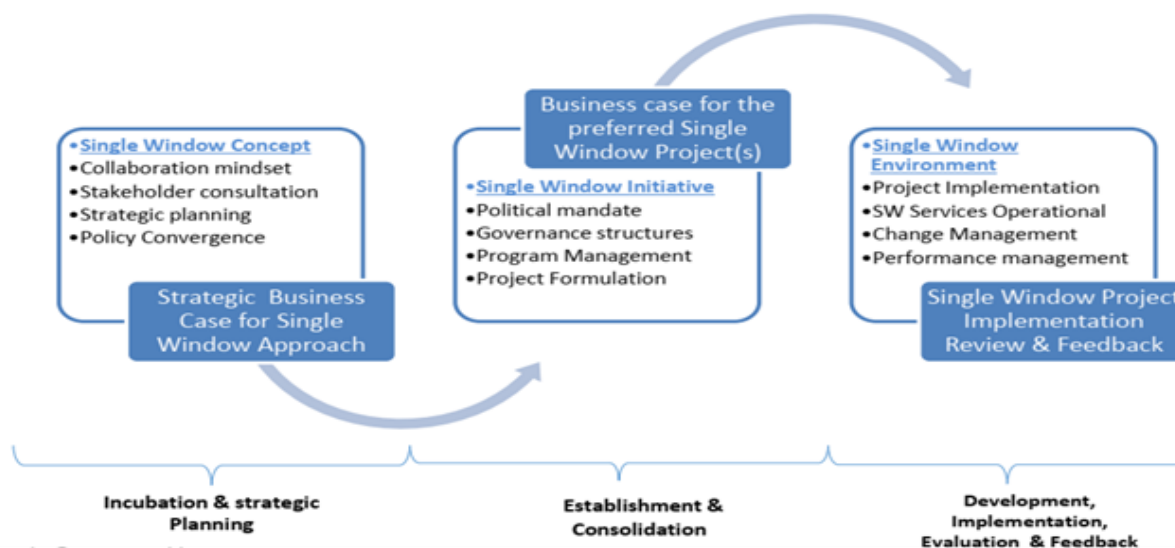 •Single Window Concept
•Collaboration mindset
•Stakeholder consultation
•Strategic planning
•Policy Convergence
Strategic Business
Case for Single
Window Approach
Business case for the
preferred Single
Window Project(s)
•Single Window Initiative
•Political mandate
•Governance structures
•Program Management
•Project Formulation
•Single Window
Environment
•Project Implementation
•SW Services Operational
•Change Management
•Performance management
Single Window Project
Implementation
Review & Feedback
Incubation & strategic
Planning
Establishment &
Consolidation
Development,
Implementation,
Evaluation & Feedback